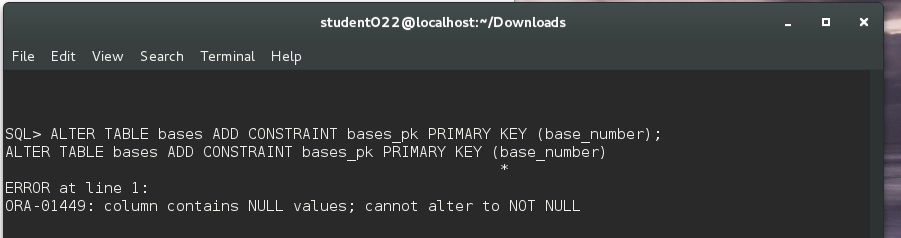 student022@localhost:~/Downloads
File Edit View Search Terminal Help
SQL> ALTER TABLE bases ADD CONSTRAINT bases_pk PRIMARY KEY (base_number);
ALTER TABLE bases ADD CONSTRAINT bases_pk PRIMARY KEY (base_number)
*
ERROR at line 1:
ORA-01449: column contains NULL values; cannot alter to NOT NULL